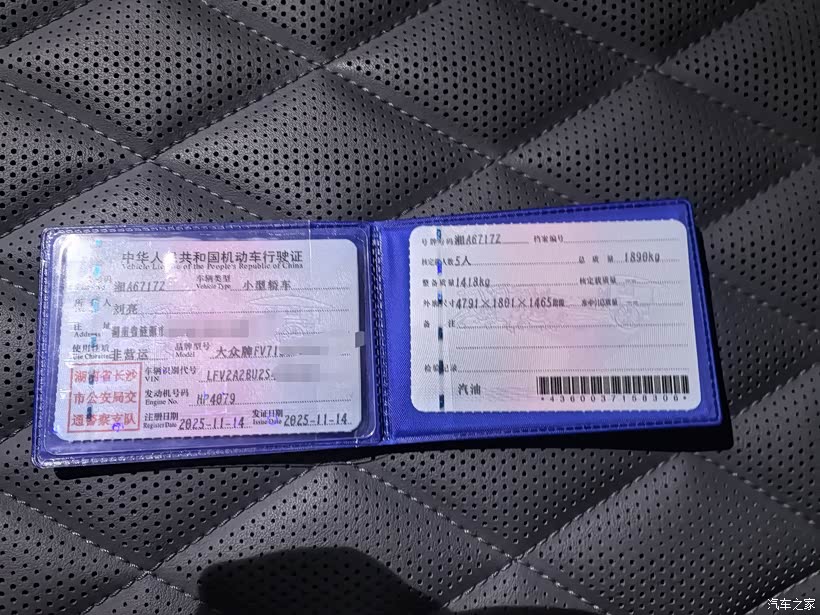 中华人民共和国机动车行驶证
Vehicle License of the People's Republic of China
号牌号码 湘A6717Z 车辆类型 Vehicle Type 小型轿车
所有人 刘亮
住址 Address 湖南省
使用性质 Use Character 非营运 品牌型号 Model 大众牌FV71
湖南省长沙市公安局交通警察支队
车辆识别代号 VIN LFV2A2BU2S
发动机号码 Engine No. HP4079
注册日期 Register Date 2025-11-14 发证日期 Issue Date 2025-11-14
号牌号码 湘A6717Z 档案编号
核定载人数 5人 总质量 1890kg
整备质量 1418kg 核定载质量 --
外廓尺寸 4791×1801×1465mm 准牵引总质量 --
备注
检验记录
汽油
*4360037158306*
汽车之家